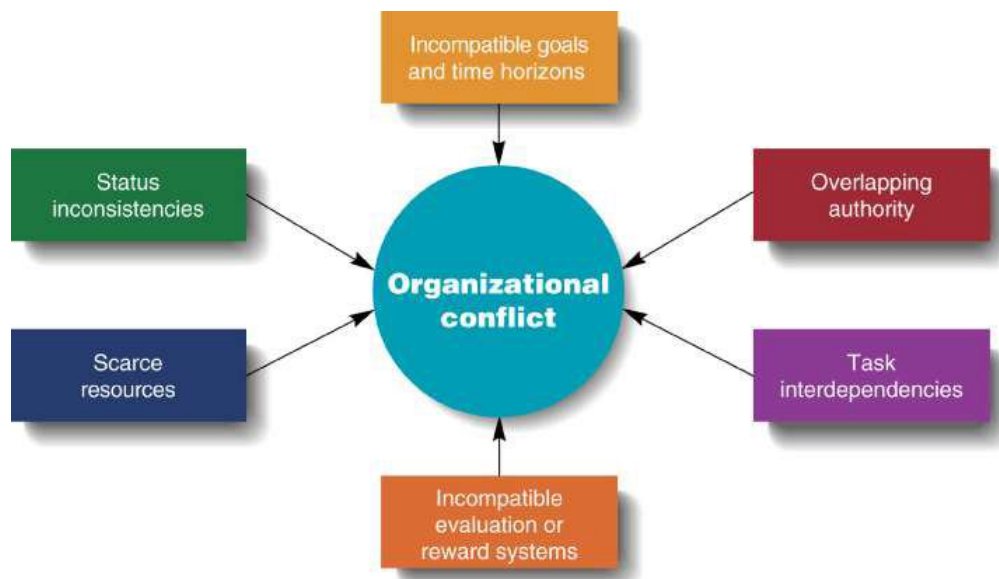 Incompatible goals
and time horizons
Status
inconsistencies
Overlapping
authority
Organizational
conflict
Scarce
resources
Task
interdependencies
Incompatible
evaluation or
reward systems